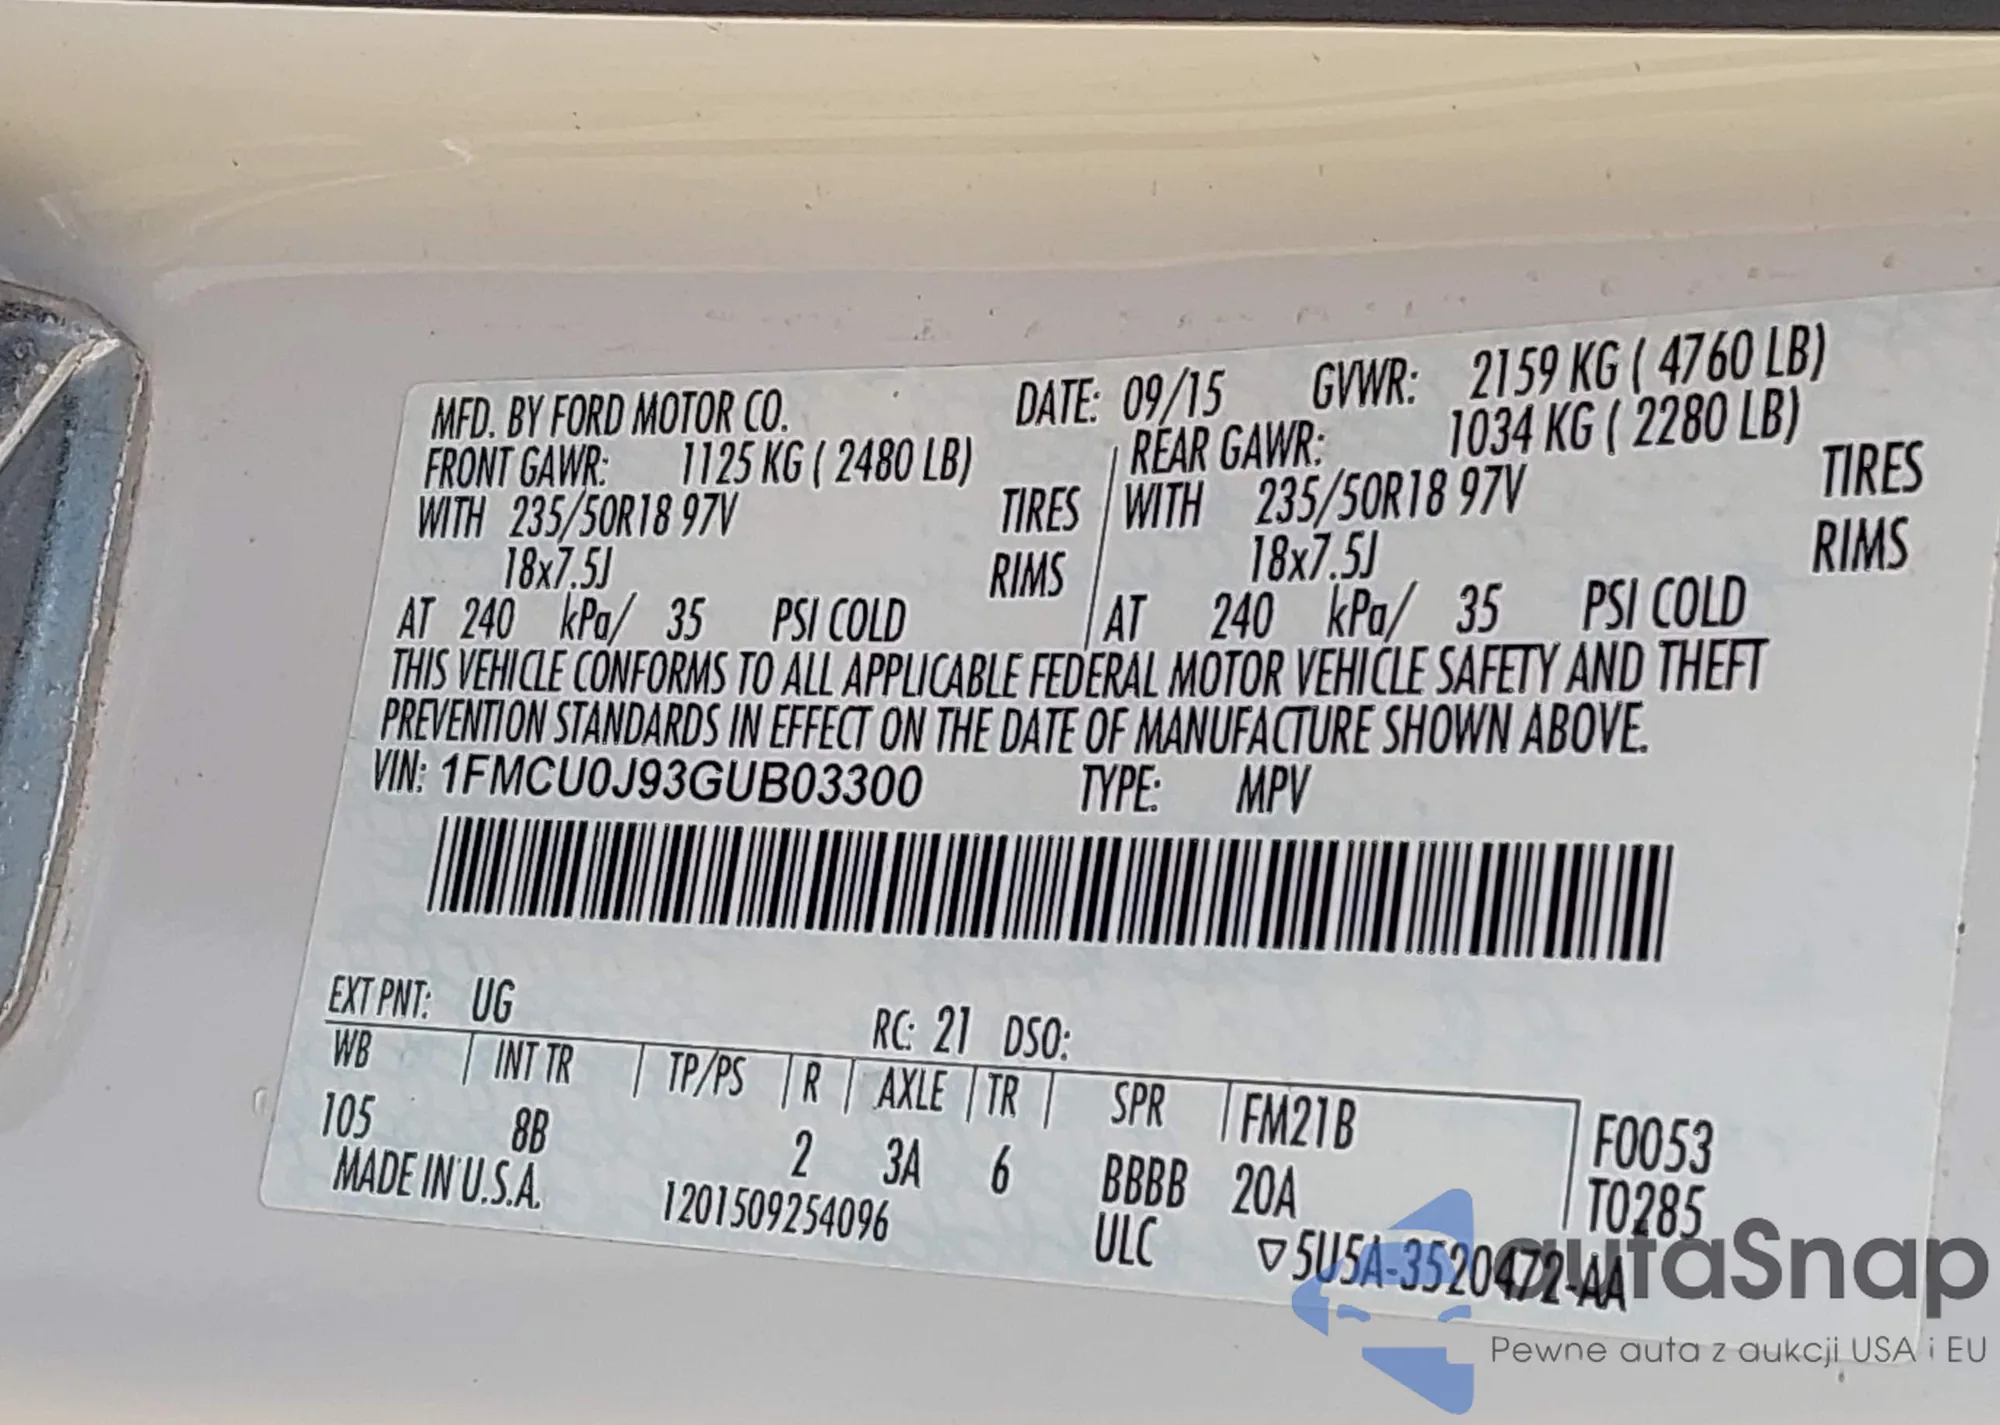 MFD. BY FORD MOTOR CO. DATE: 09/15 GVWR: 2159 KG ( 4760 LB)
FRONT GAWR: 1125 KG ( 2480 LB) REAR GAWR: 1034 KG ( 2280 LB)
WITH 235/50R18 97V TIRES WITH 235/50R18 97V TIRES
18x7.5J RIMS 18x7.5J RIMS
AT 240 kPa/ 35 PSI COLD AT 240 kPa/ 35 PSI COLD
THIS VEHICLE CONFORMS TO ALL APPLICABLE FEDERAL MOTOR VEHICLE SAFETY AND THEFT
PREVENTION STANDARDS IN EFFECT ON THE DATE OF MANUFACTURE SHOWN ABOVE.
VIN: 1FMCU0J93GUB03300 TYPE: MPV
EXT PNT: UG RC: 21 DSO:
WB INT TR TP/PS R AXLE TR SPR FM21B F0053
105 8B 2 3A 6 BBBB 20A T0285
MADE IN U.S.A. 1201509254096 ULC ▽5U5A-3520472-AA
autaSnap
Pewne auta z aukcji USA i EU